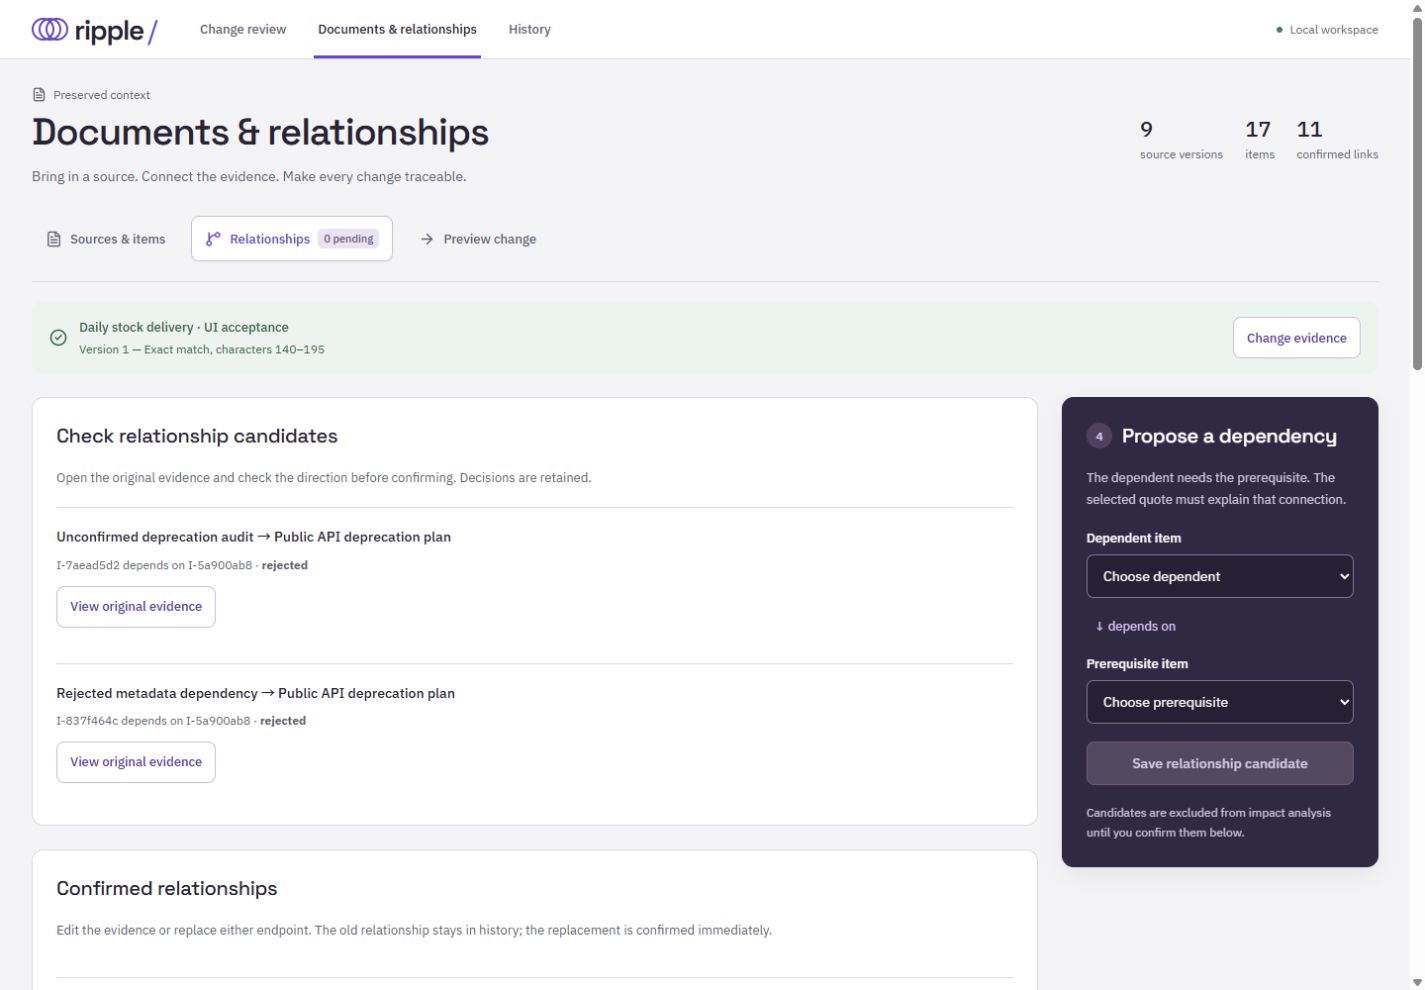 ripple/
Change review
Documents & relationships
History
Local workspace
Preserved context
Documents & relationships
Bring in a source. Connect the evidence. Make every change traceable.
9
source versions
17
items
11
confirmed links
Sources & items
Relationships 0 pending
Preview change
Daily stock delivery · UI acceptance
Version 1 — Exact match, characters 140–195
Change evidence
Check relationship candidates
Open the original evidence and check the direction before confirming. Decisions are retained.
Unconfirmed deprecation audit → Public API deprecation plan
I-7aead5d2 depends on I-5a900ab8 · rejected
View original evidence
Rejected metadata dependency → Public API deprecation plan
I-837f464c depends on I-5a900ab8 · rejected
View original evidence
Confirmed relationships
Edit the evidence or replace either endpoint. The old relationship stays in history; the replacement is confirmed immediately.
4 Propose a dependency
The dependent needs the prerequisite. The
selected quote must explain that connection.
Dependent item
Choose dependent
↓ depends on
Prerequisite item
Choose prerequisite
Save relationship candidate
Candidates are excluded from impact analysis
until you confirm them below.